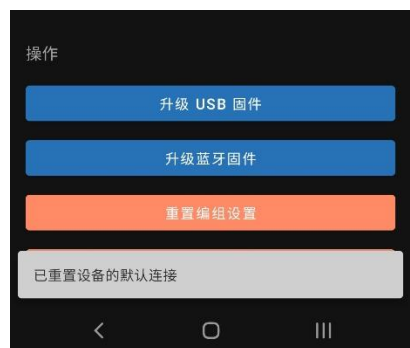 操作
升级 USB 固件
升级蓝牙固件
重置编组设置
已重置设备的默认连接